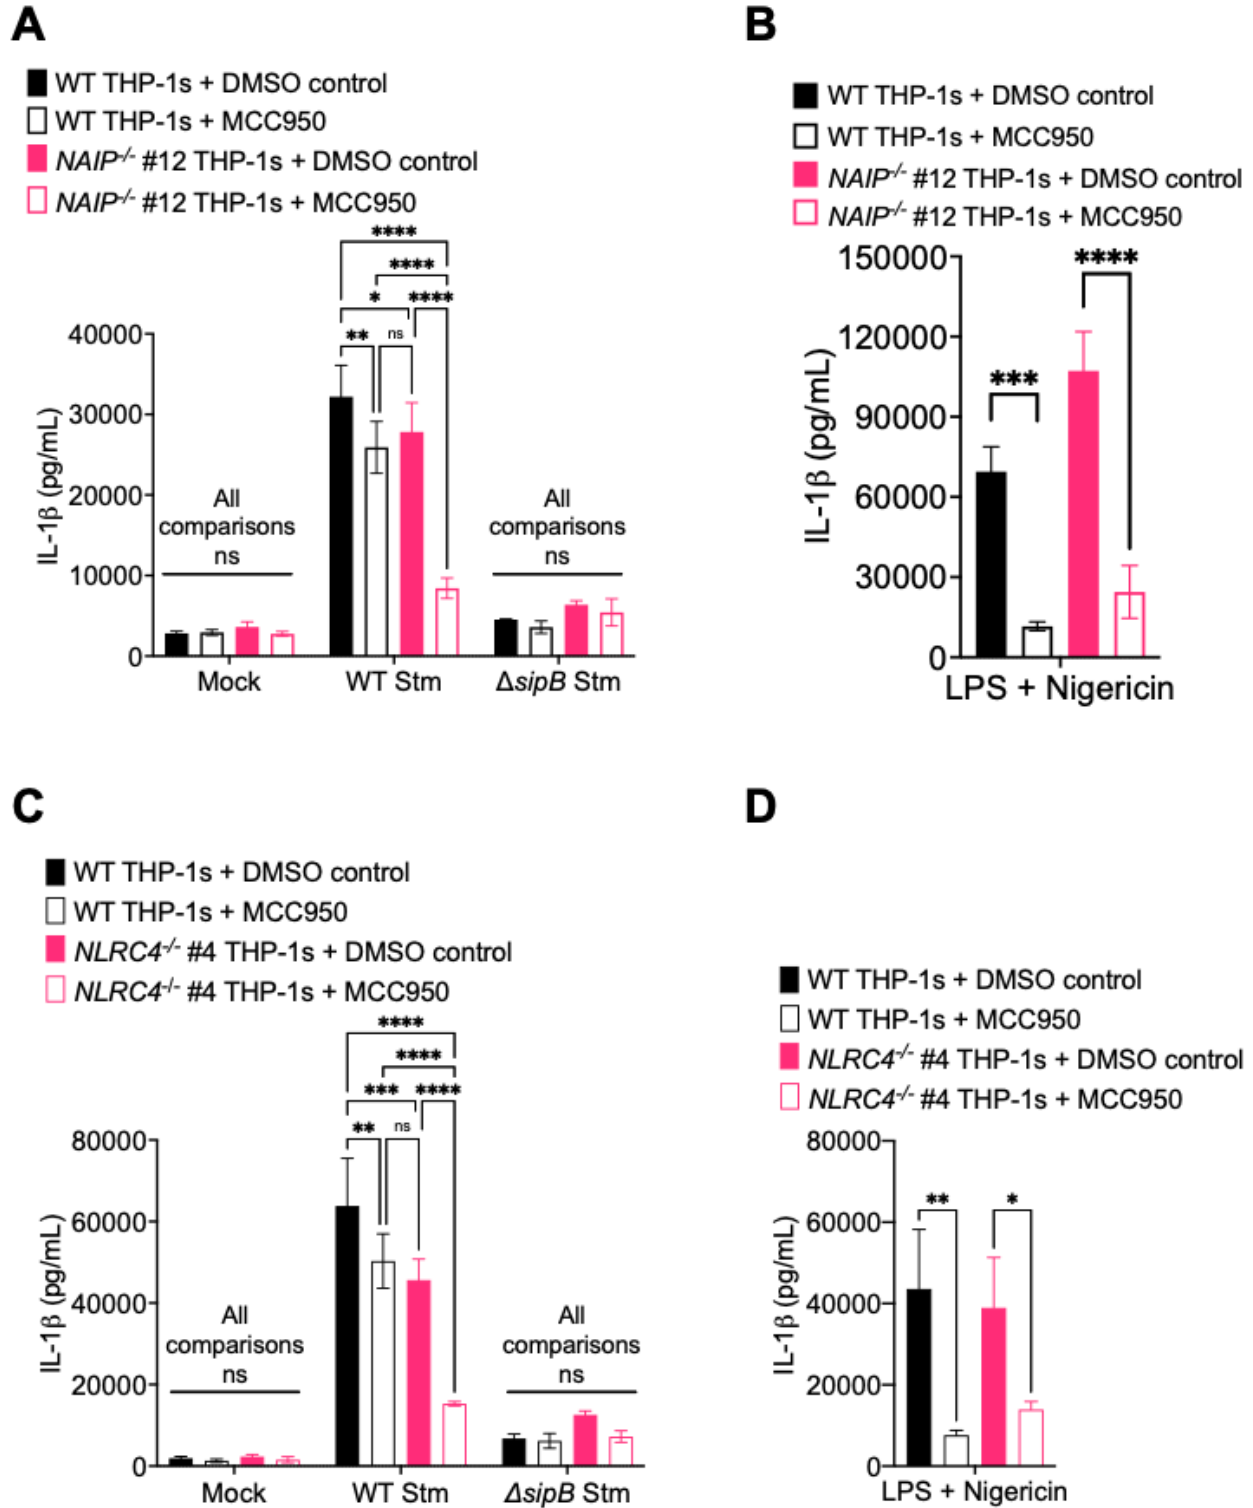 A
WT THP-1s + DMSO control
WT THP-1s + MCC950
NAIP-/- #12 THP-1s + DMSO control
NAIP-/- #12 THP-1s + MCC950
****
****
* ****
** ns
IL-1β (pg/mL)
40000
30000
20000
10000
0
All
comparisons
ns
All
comparisons
ns
Mock WT Stm ΔsipB Stm
B
WT THP-1s + DMSO control
WT THP-1s + MCC950
NAIP-/- #12 THP-1s + DMSO control
NAIP-/- #12 THP-1s + MCC950
IL-1β (pg/mL)
150000
120000
90000
60000
30000
0
****
***
LPS + Nigericin
C
WT THP-1s + DMSO control
WT THP-1s + MCC950
NLRC4-/- #4 THP-1s + DMSO control
NLRC4-/- #4 THP-1s + MCC950
****
****
*** ****
** ns
IL-1β (pg/mL)
80000
60000
40000
20000
0
All
comparisons
ns
All
comparisons
ns
Mock WT Stm ΔsipB Stm
D
WT THP-1s + DMSO control
WT THP-1s + MCC950
NLRC4-/- #4 THP-1s + DMSO control
NLRC4-/- #4 THP-1s + MCC950
IL-1β (pg/mL)
80000
60000
40000
20000
0
** *
LPS + Nigericin